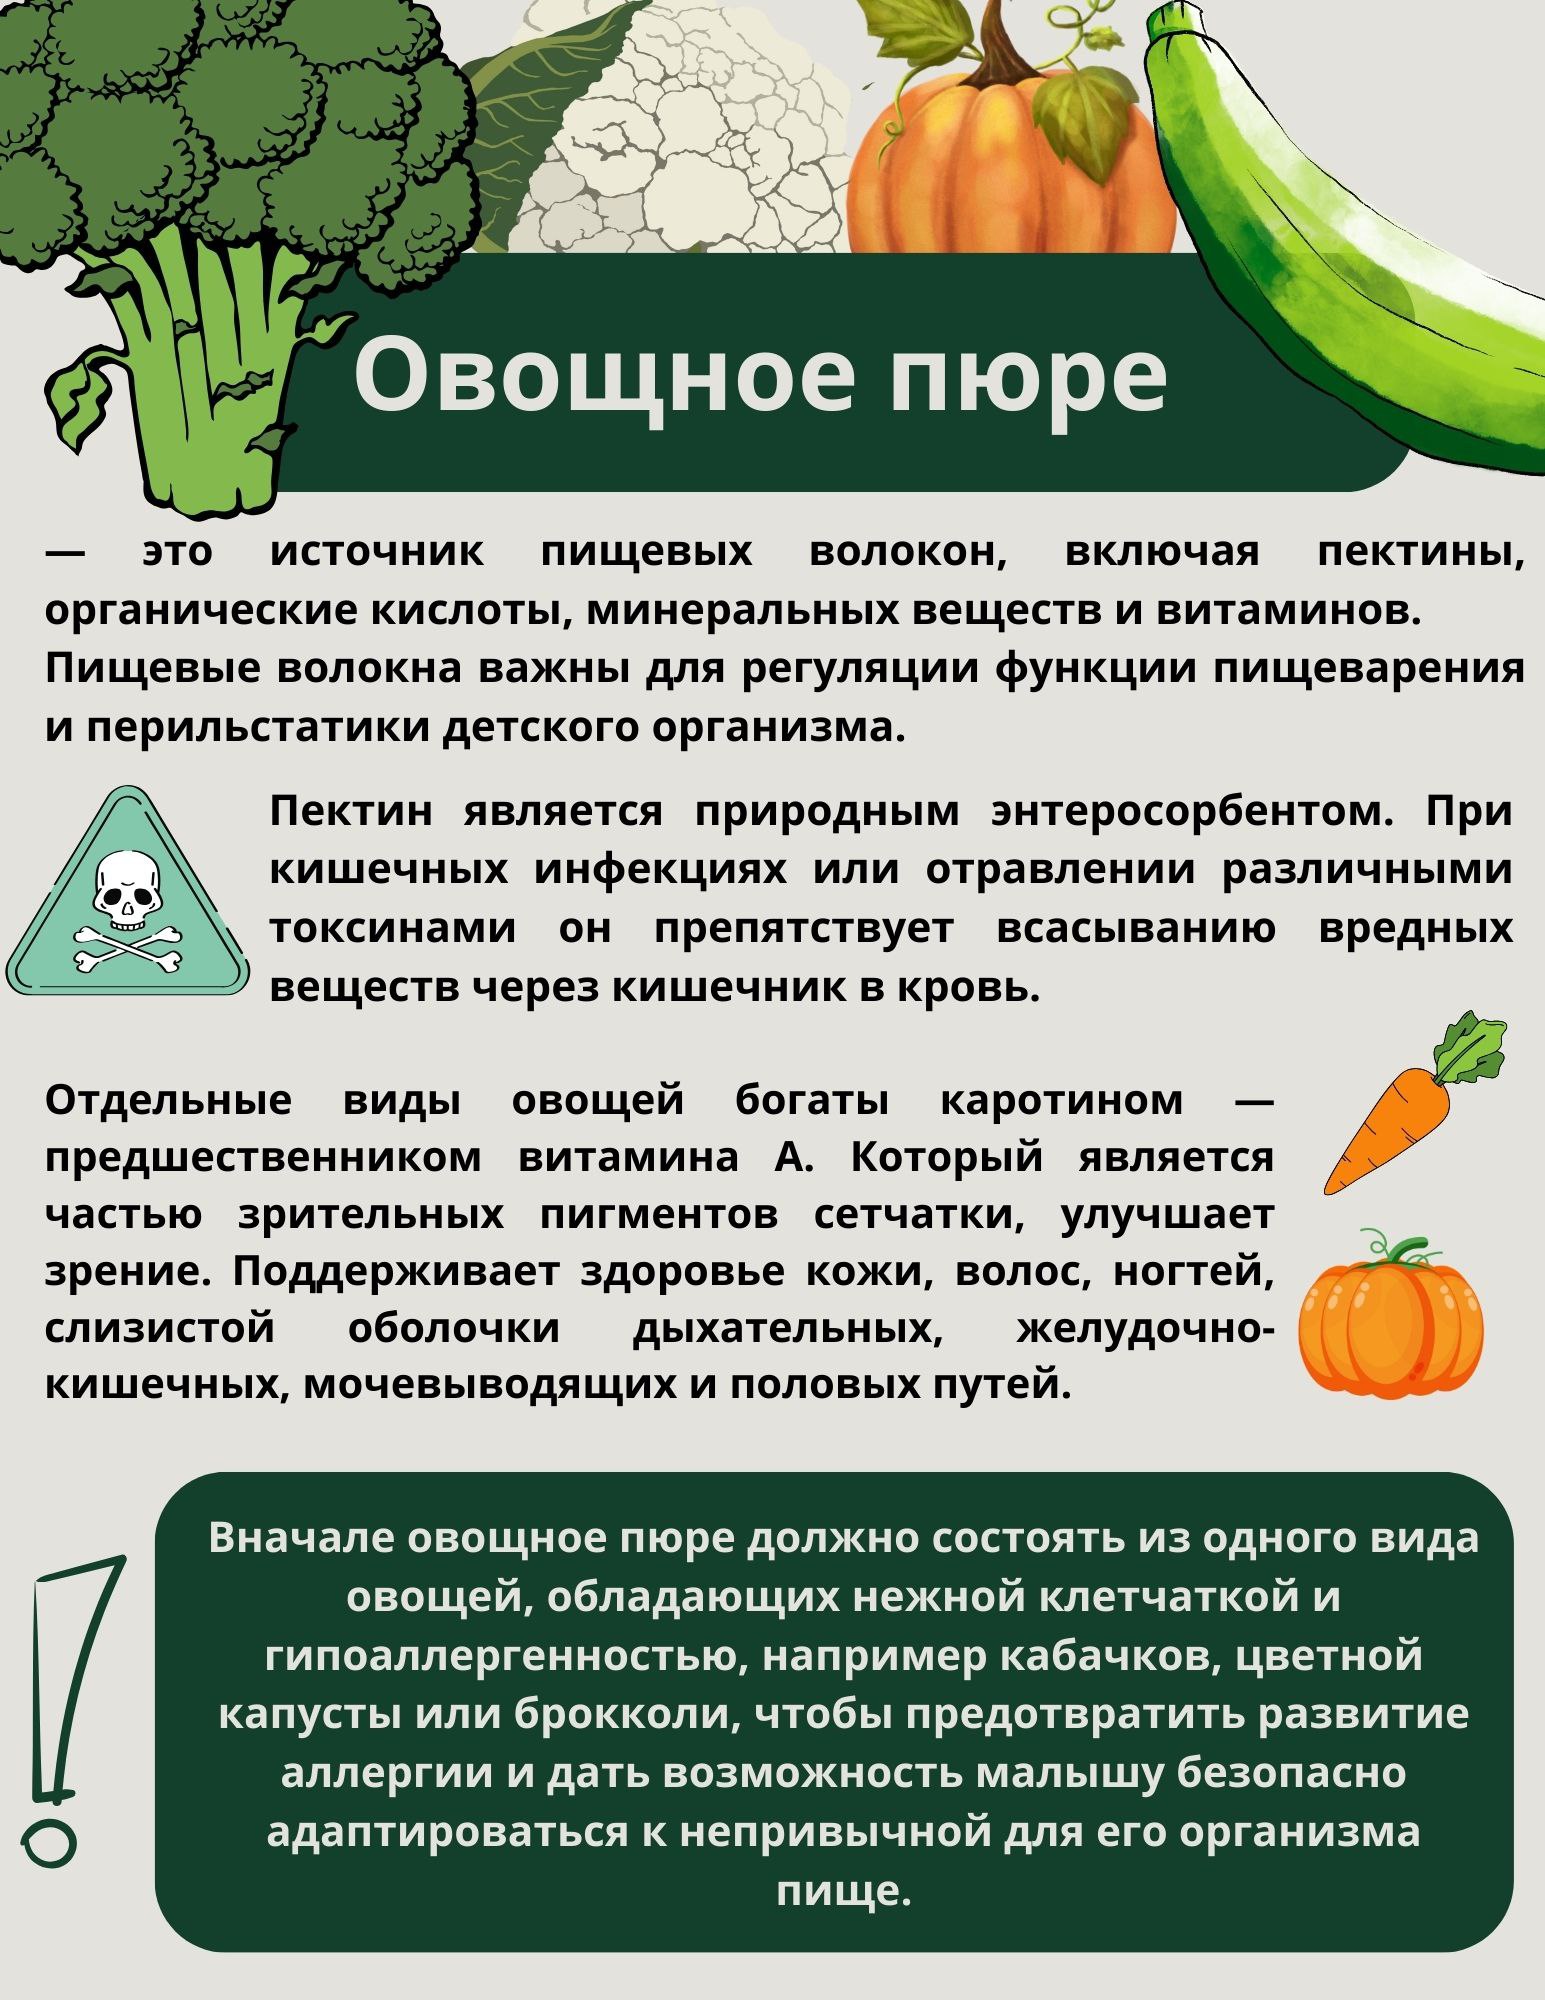 Овощное пюре
— это источник пищевых волокон, включая пектины,
органические кислоты, минеральных веществ и витаминов.
Пищевые волокна важны для регуляции функции пищеварения
и перильстатики детского организма.
Пектин является природным энтеросорбентом. При
кишечных инфекциях или отравлении различными
токсинами он препятствует всасыванию вредных
веществ через кишечник в кровь.
Отдельные виды овощей богаты каротином —
предшественником витамина А. Который является
частью зрительных пигментов сетчатки, улучшает
зрение. Поддерживает здоровье кожи, волос, ногтей,
слизистой оболочки дыхательных, желудочно-
кишечных, мочевыводящих и половых путей.
Вначале овощное пюре должно состоять из одного вида
овощей, обладающих нежной клетчаткой и
гипоаллергенностью, например кабачков, цветной
капусты или брокколи, чтобы предотвратить развитие
аллергии и дать возможность малышу безопасно
адаптироваться к непривычной для его организма
пище.